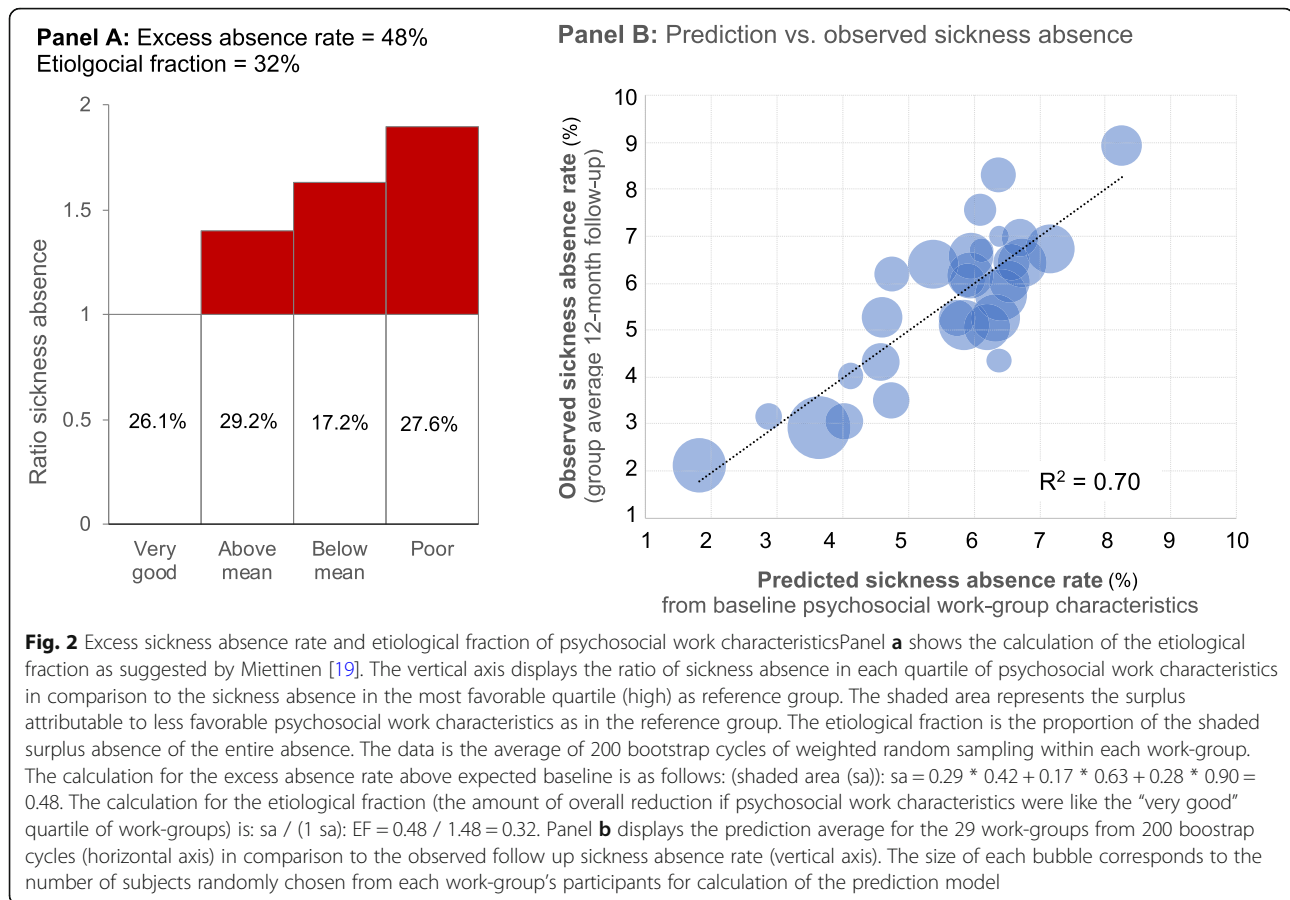 Panel A: Excess absence rate = 48%
Etiolgocial fraction = 32%
Ratio sickness absence
2
1.5
1
0.5
0
26.1%
29.2%
17.2%
27.6%
Very good
Above mean
Below mean
Poor
Panel B: Prediction vs. observed sickness absence
Observed sickness absence rate (%)
(group average 12-month follow-up)
10
9
8
7
6
5
4
3
2
1
R² = 0.70
1 2 3 4 5 6 7 8 9 10
Predicted sickness absence rate (%)
from baseline psychosocial work-group characteristics
Fig. 2 Excess sickness absence rate and etiological fraction of psychosocial work characteristicsPanel a shows the calculation of the etiological
fraction as suggested by Miettinen [19]. The vertical axis displays the ratio of sickness absence in each quartile of psychosocial work characteristics
in comparison to the sickness absence in the most favorable quartile (high) as reference group. The shaded area represents the surplus
attributable to less favorable psychosocial work characteristics as in the reference group. The etiological fraction is the proportion of the shaded
surplus absence of the entire absence. The data is the average of 200 bootstrap cycles of weighted random sampling within each work-group.
The calculation for the excess absence rate above expected baseline is as follows: (shaded area (sa)): sa = 0.29 * 0.42 + 0.17 * 0.63 + 0.28 * 0.90 =
0.48. The calculation for the etiological fraction (the amount of overall reduction if psychosocial work characteristics were like the “very good”
quartile of work-groups) is: sa / (1 sa): EF = 0.48 / 1.48 = 0.32. Panel b displays the prediction average for the 29 work-groups from 200 boostrap
cycles (horizontal axis) in comparison to the observed follow up sickness absence rate (vertical axis). The size of each bubble corresponds to the
number of subjects randomly chosen from each work-group’s participants for calculation of the prediction model